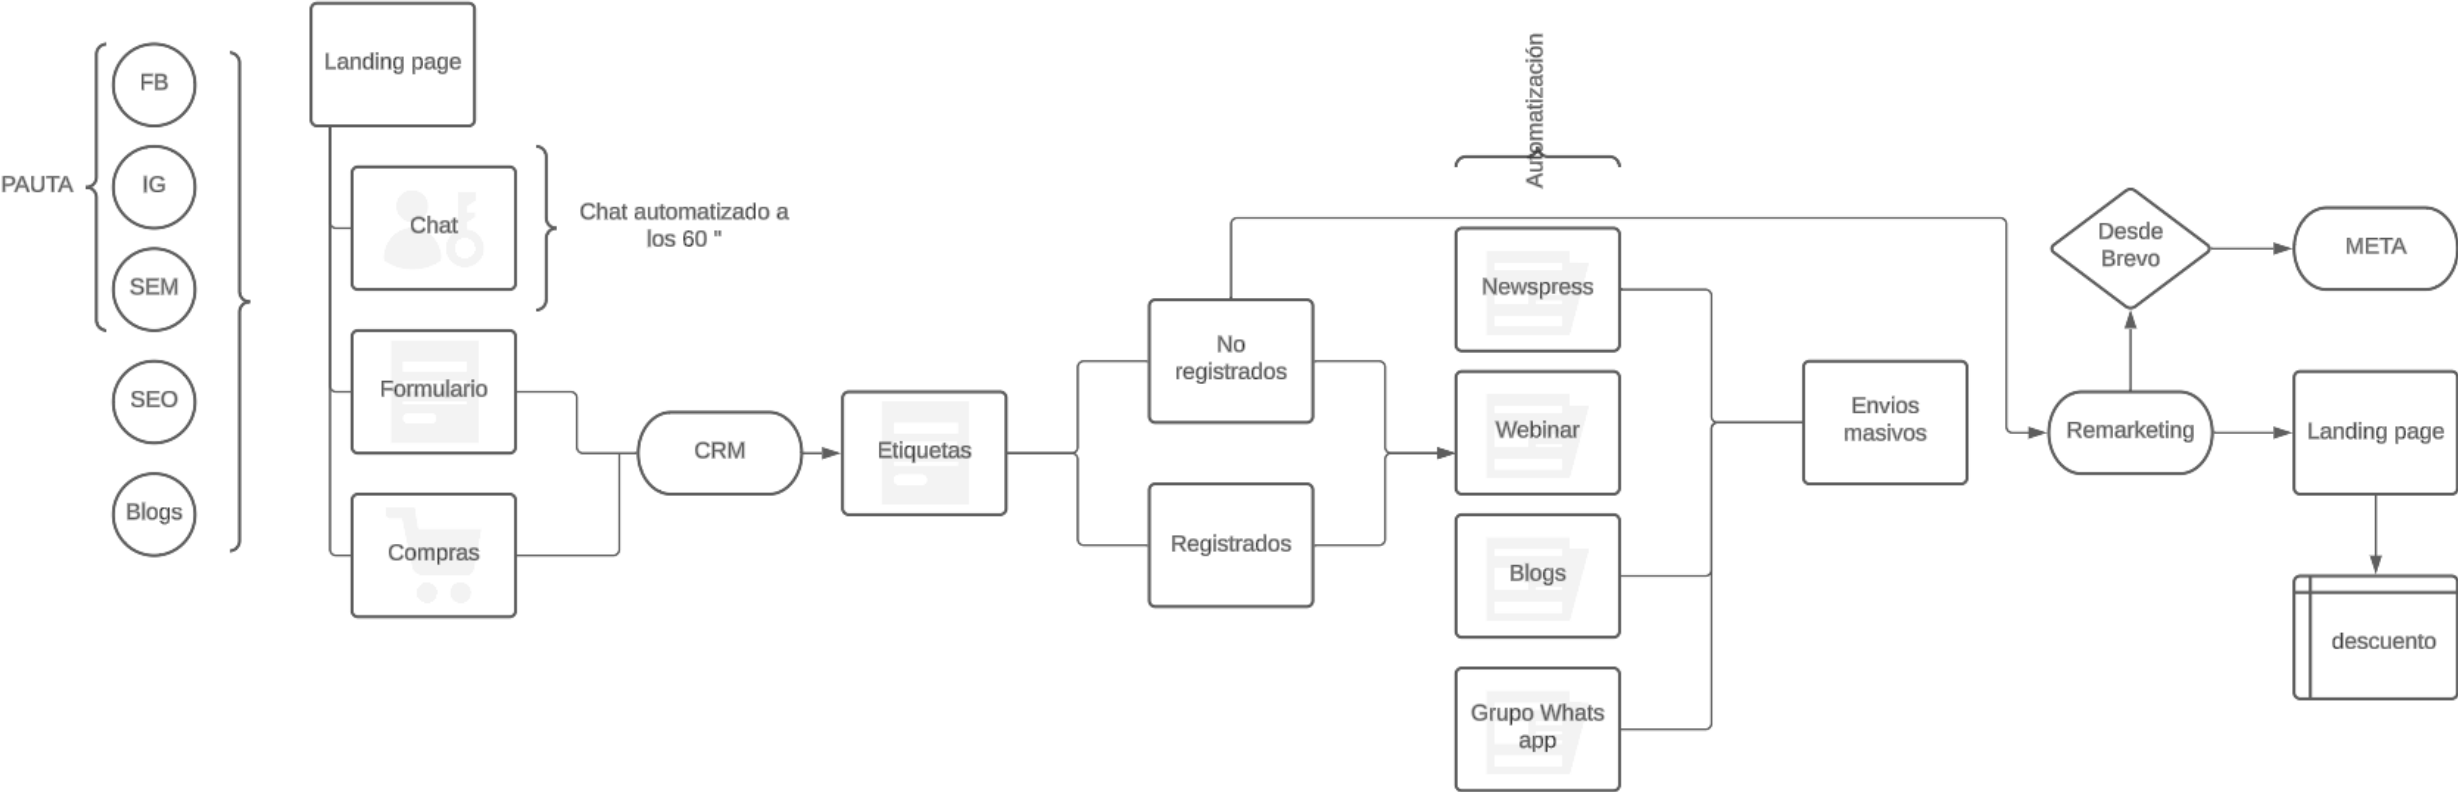 PAUTA
FB
IG
SEM
SEO
Blogs
Landing page
Chat
Chat automatizado a
los 60 "
Formulario
Compras
CRM
Etiquetas
No
registrados
Registrados
Automatización
Newspress
Webinar
Blogs
Grupo Whats
app
Envios
masivos
Remarketing
Desde
Brevo
META
Landing page
descuento